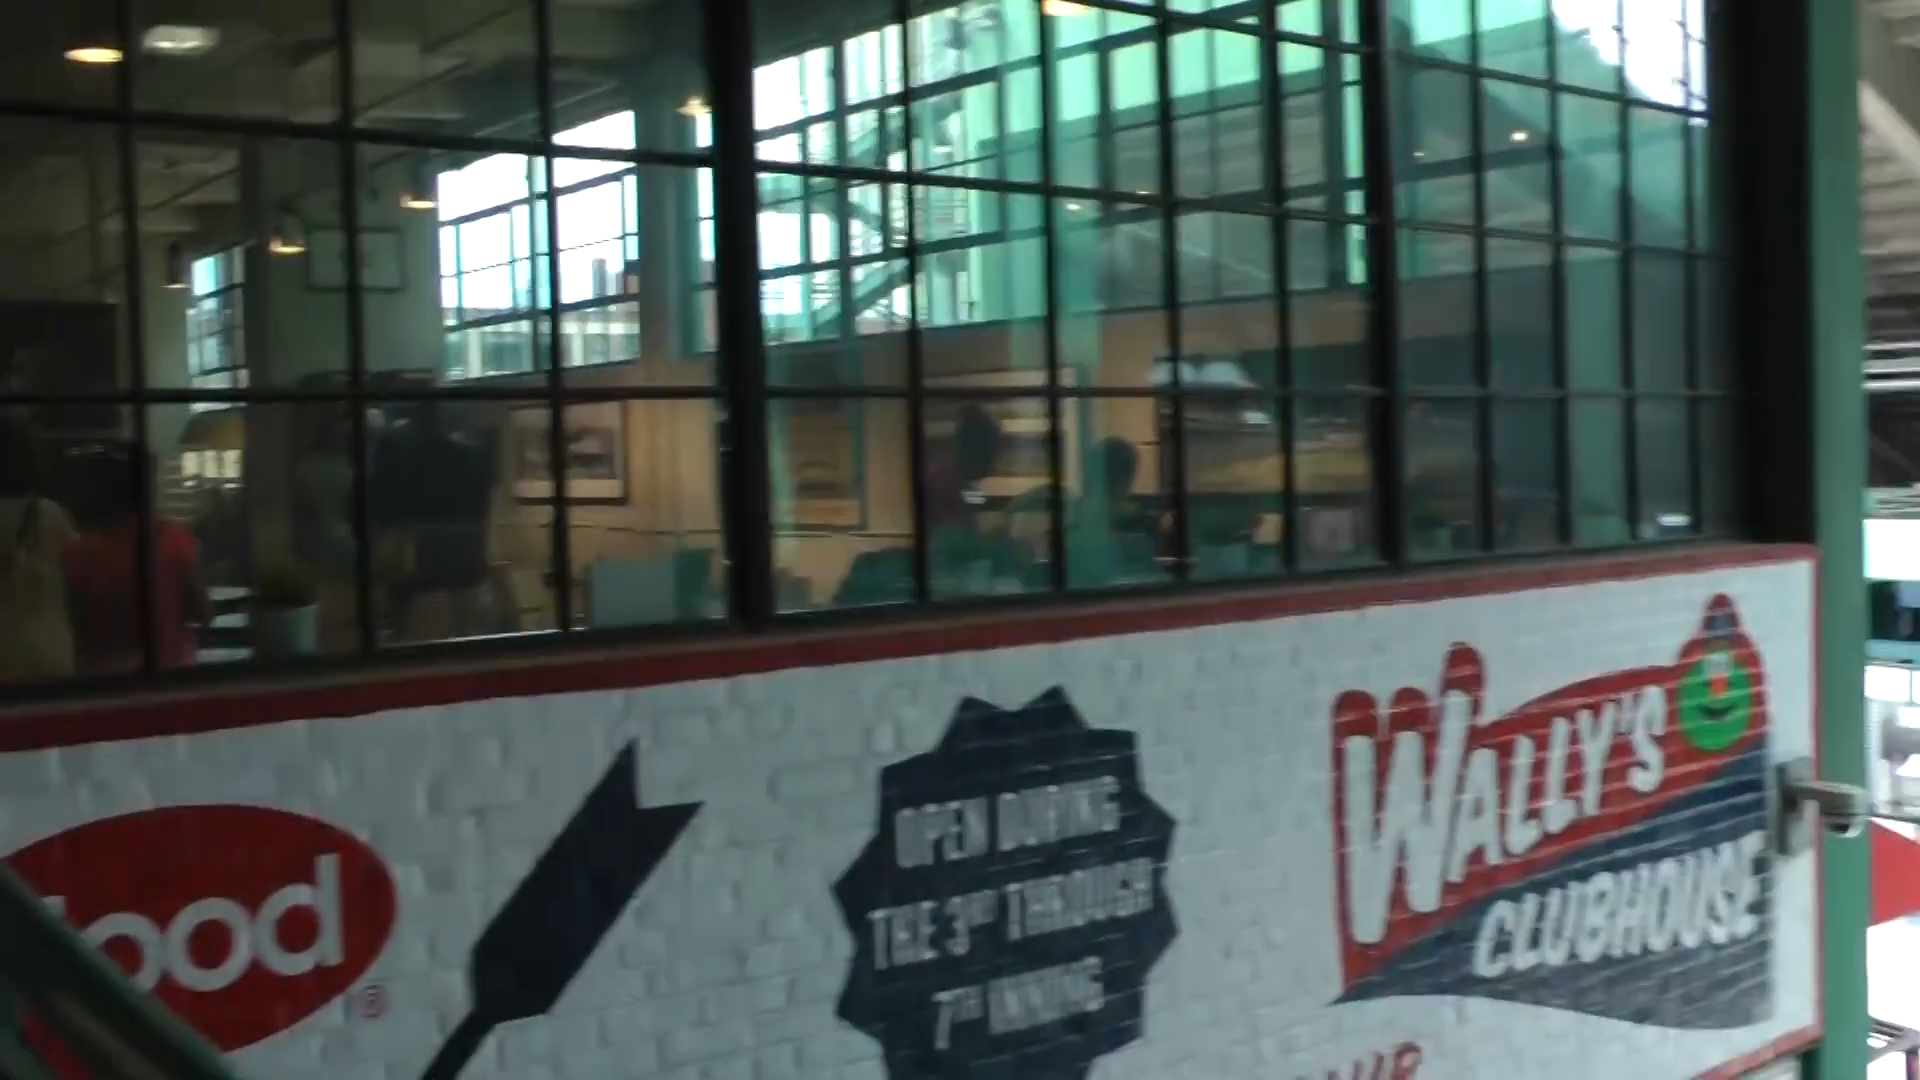 ood
®
OPEN DURING
THE 3RD THROUGH
7TH INNING
WALLY'S
CLUBHOUSE